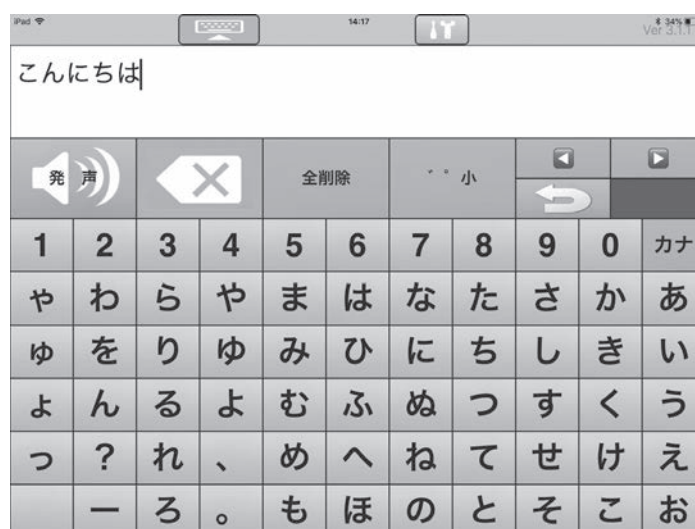 iPad 14:17 34%
Ver 3.1.1
こんにちは
発声 全削除 ゛゜小
1 2 3 4 5 6 7 8 9 0 カナ
ゃ わ ら や ま は な た さ か あ
ゅ を り ゆ み ひ に ち し き い
ょ ん る よ む ふ ぬ つ す く う
っ ? れ 、 め へ ね て せ け え
ー ろ 。 も ほ の と そ こ お